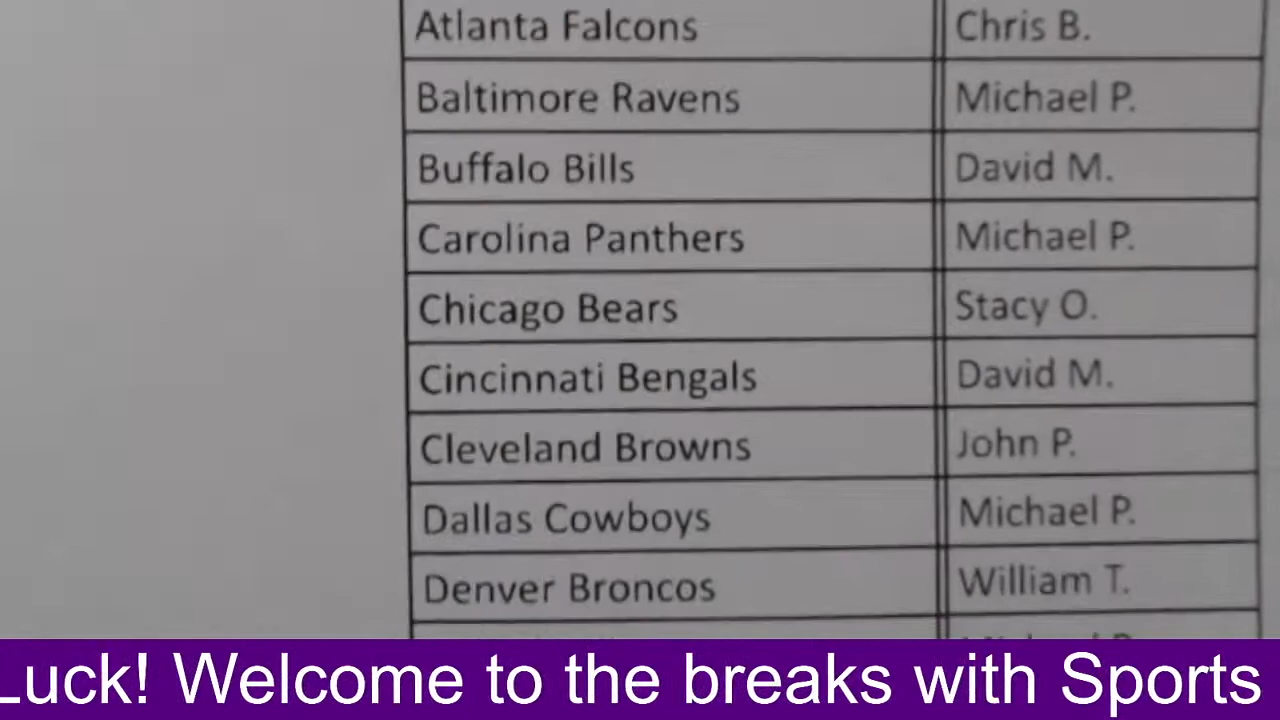 Atlanta Falcons Chris B.
Baltimore Ravens Michael P.
Buffalo Bills David M.
Carolina Panthers Michael P.
Chicago Bears Stacy O.
Cincinnati Bengals David M.
Cleveland Browns John P.
Dallas Cowboys Michael P.
Denver Broncos William T.
Luck! Welcome to the breaks with Sports